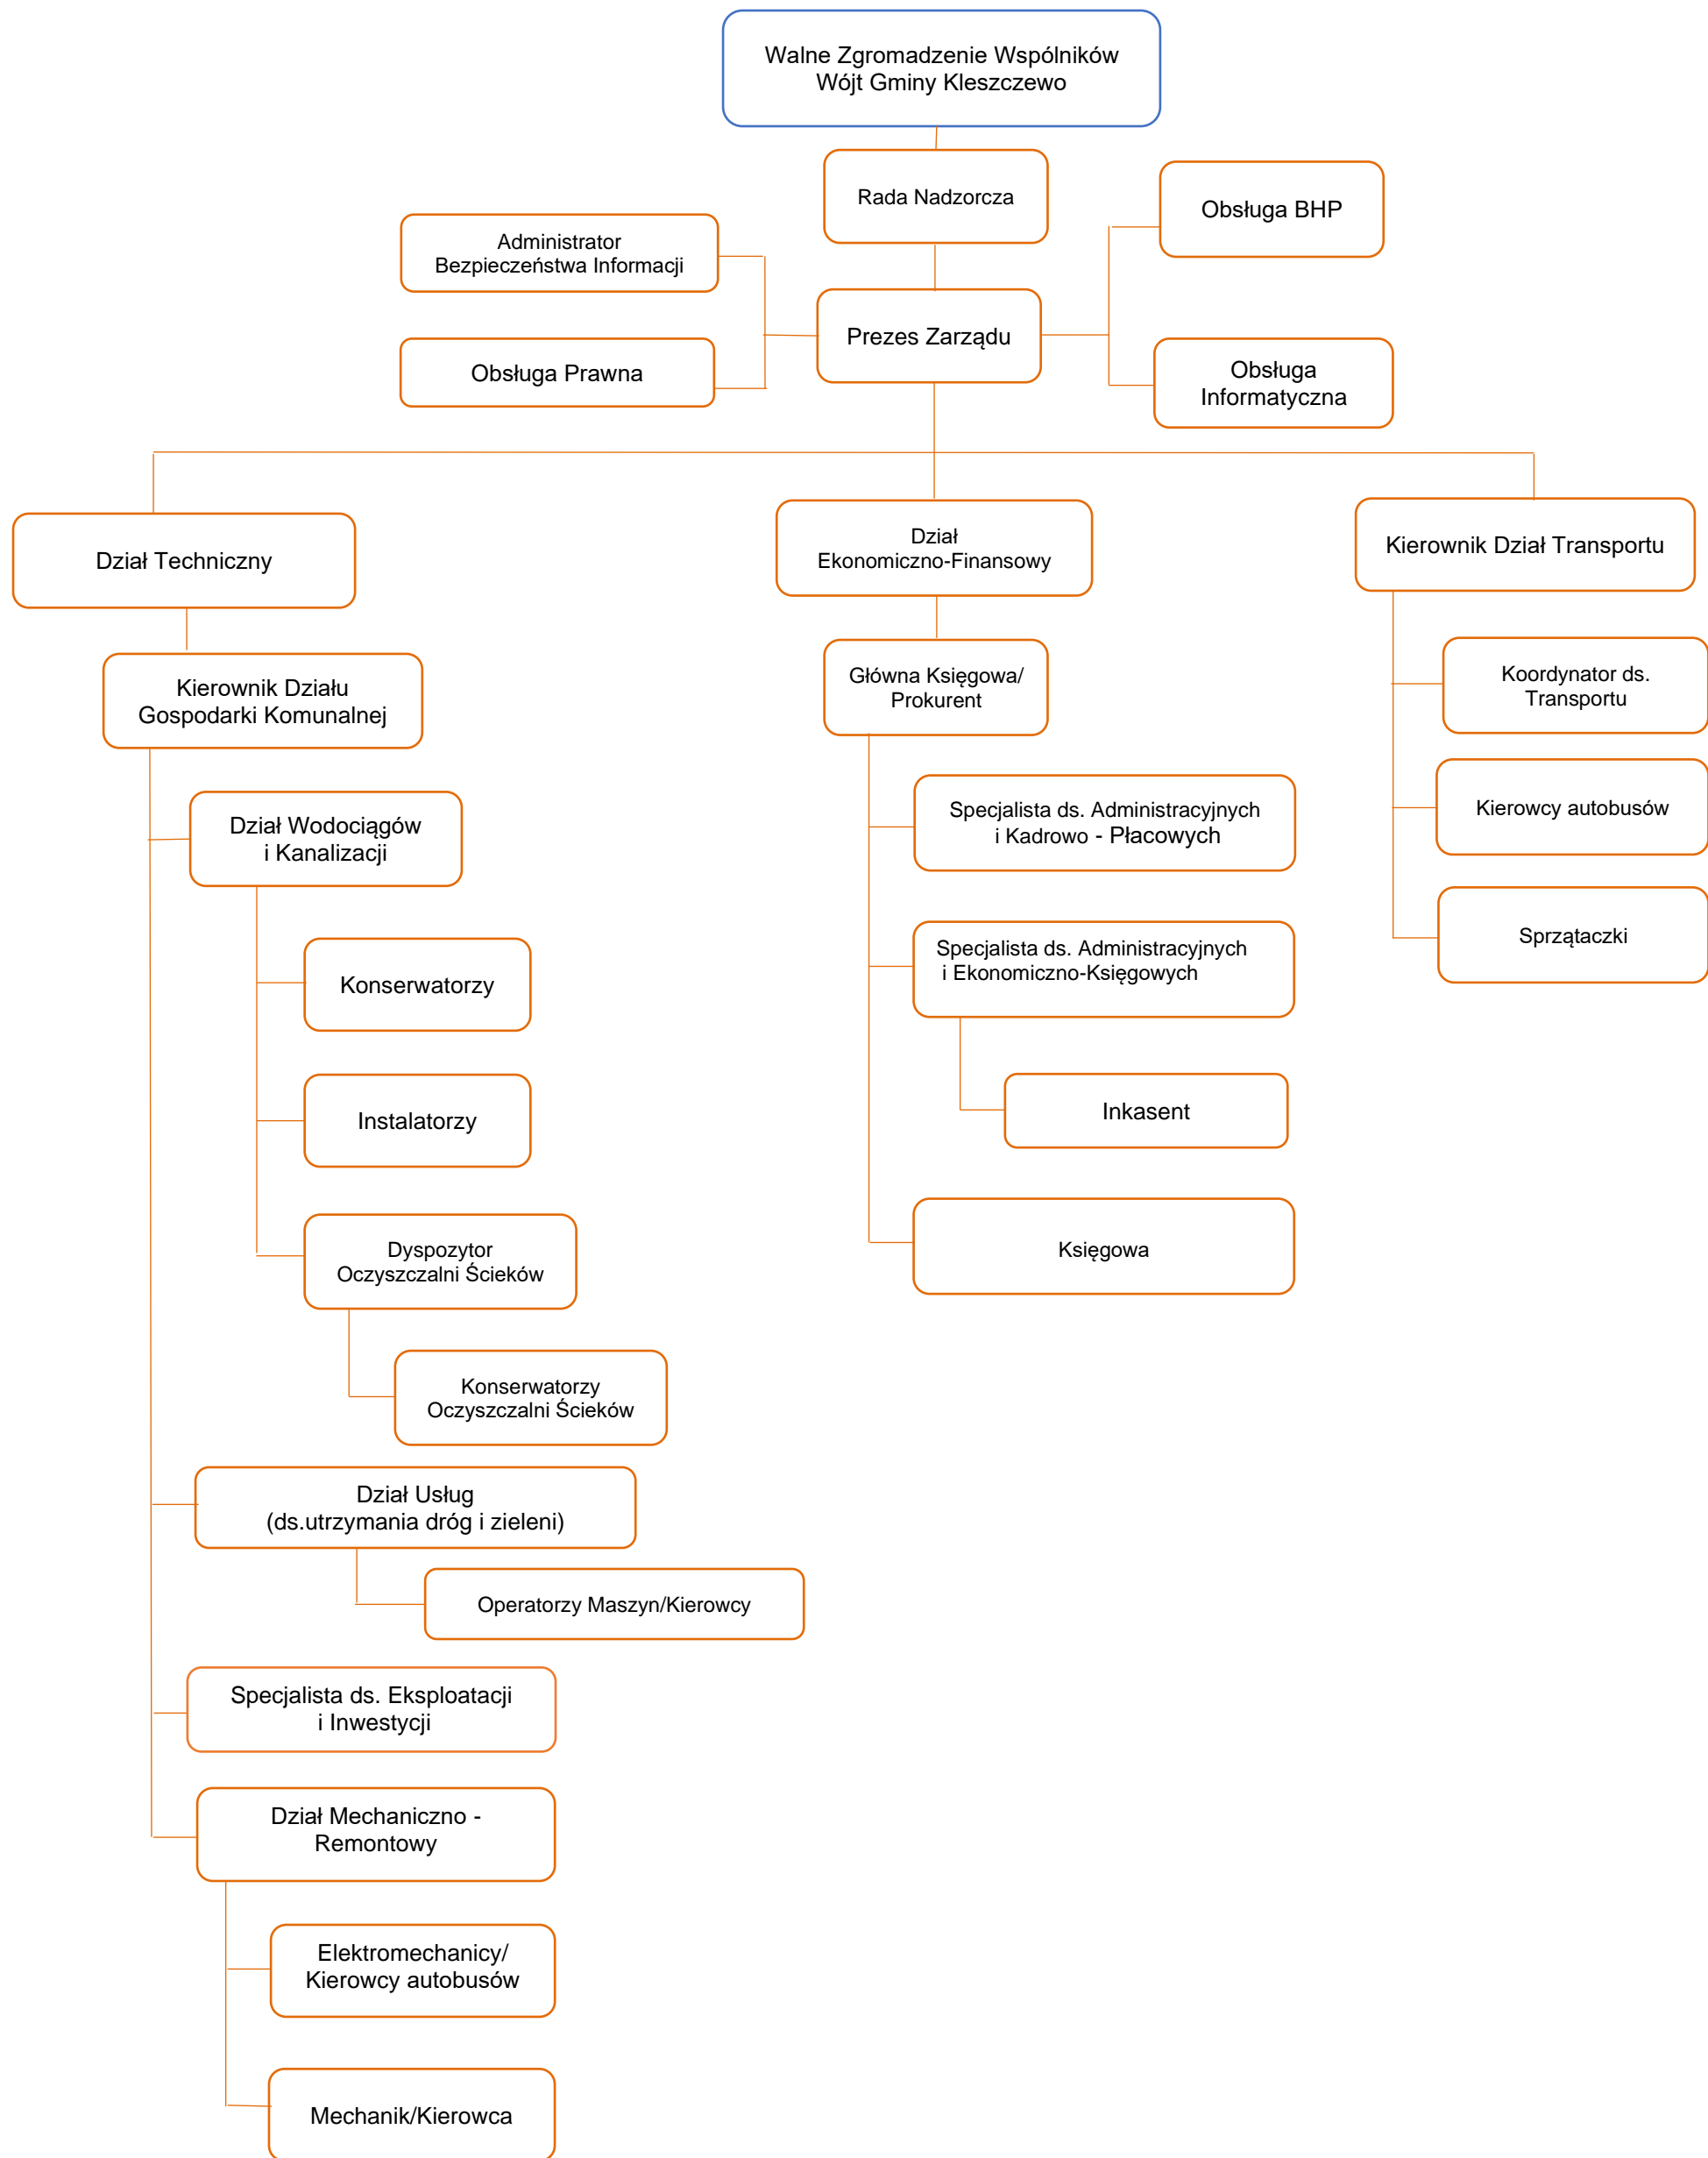 Walne Zgromadzenie Wspólników
Wójt Gminy Kleszczewo
Rada Nadzorcza
Obsługa BHP
Administrator
Bezpieczeństwa Informacji
Prezes Zarządu
Obsługa Prawna
Obsługa
Informatyczna
Dział Techniczny
Dział
Ekonomiczno-Finansowy
Kierownik Dział Transportu
Kierownik Działu
Gospodarki Komunalnej
Główna Księgowa/
Prokurent
Koordynator ds.
Transportu
Dział Wodociągów
i Kanalizacji
Specjalista ds. Administracyjnych
i Kadrowo - Płacowych
Kierowcy autobusów
Konserwatorzy
Specjalista ds. Administracyjnych
i Ekonomiczno-Księgowych
Sprzątaczki
Instalatorzy
Inkasent
Dyspozytor
Oczyszczalni Ścieków
Księgowa
Konserwatorzy
Oczyszczalni Ścieków
Dział Usług
(ds.utrzymania dróg i zieleni)
Operatorzy Maszyn/Kierowcy
Specjalista ds. Eksploatacji
i Inwestycji
Dział Mechaniczno -
Remontowy
Elektromechanicy/
Kierowcy autobusów
Mechanik/Kierowca